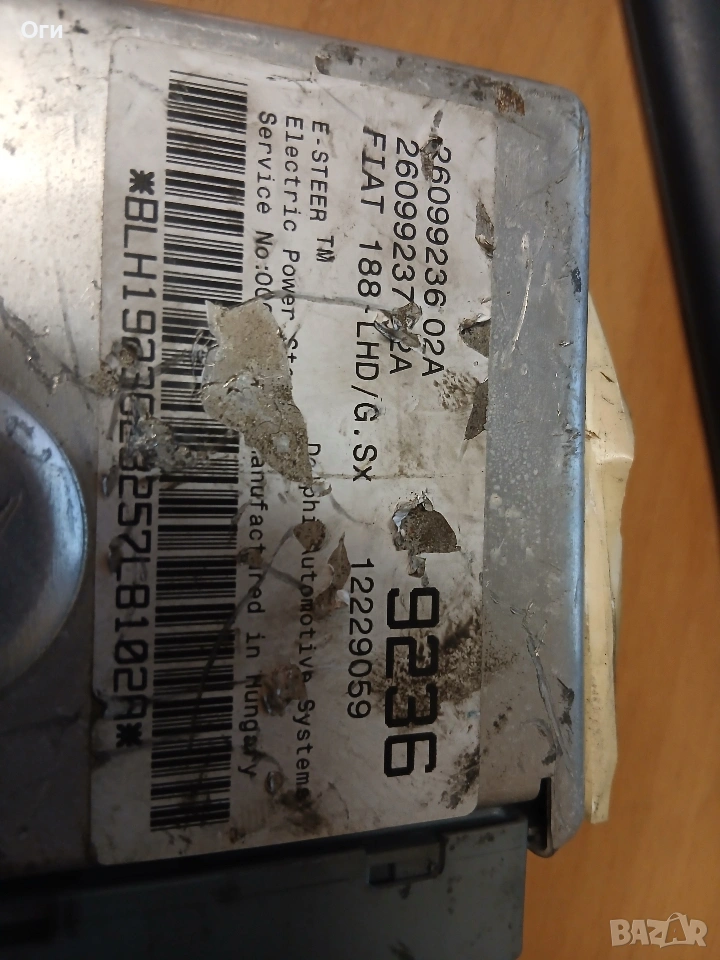 Оги
26099236 02A
26099237 2A
FIAT 188-LHD/G.Sx
9236
12229059
E-STEER TM
Electric Power Delphi Automotive Systems
Service Manufactured in Hungary
BAZAR